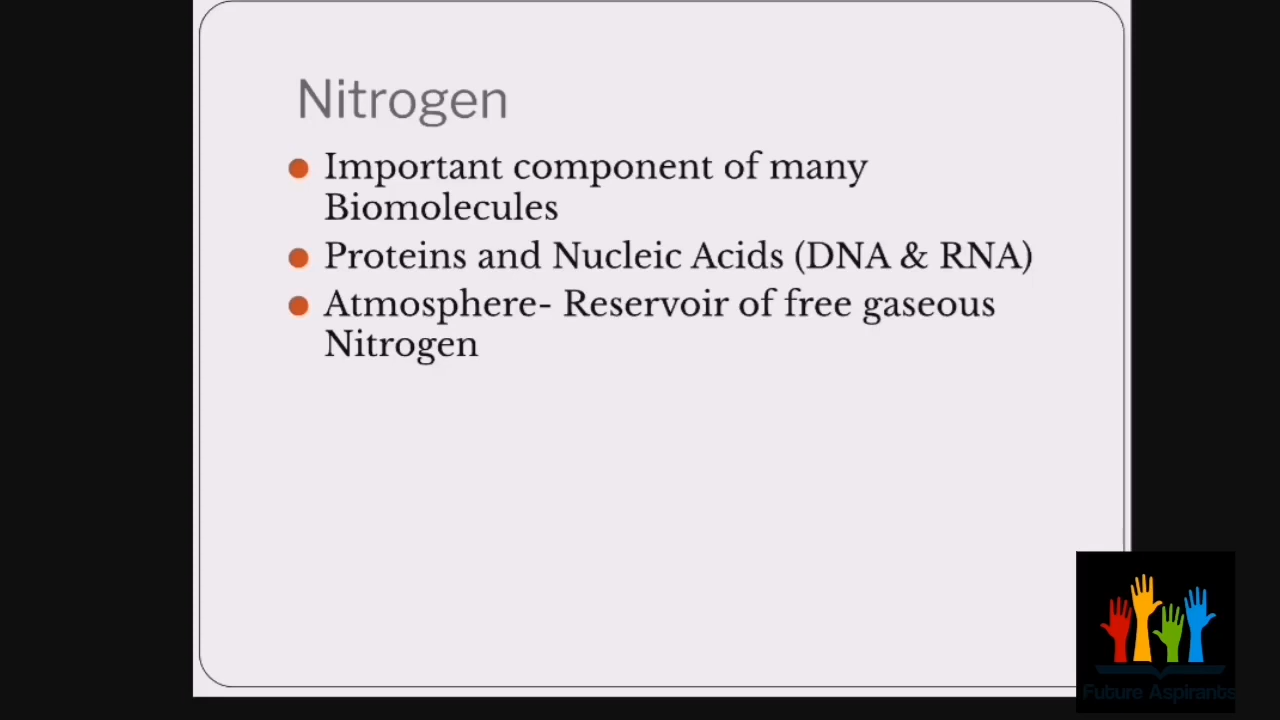 Nitrogen
Important component of many
Biomolecules
Proteins and Nucleic Acids (DNA & RNA)
Atmosphere- Reservoir of free gaseous
Nitrogen
Future Aspirants